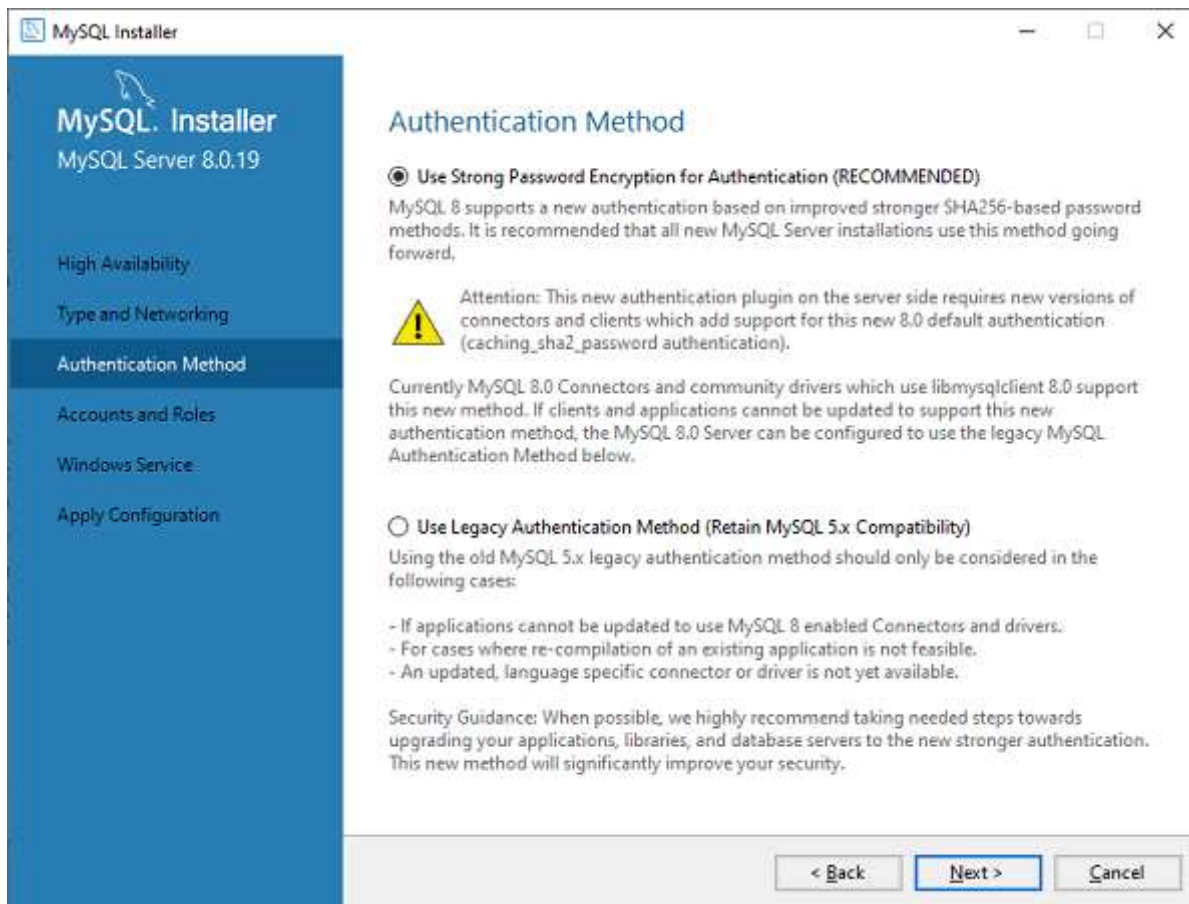 MySQL Installer
MySQL. Installer
MySQL Server 8.0.19
High Availability
Type and Networking
Authentication Method
Accounts and Roles
Windows Service
Apply Configuration
Authentication Method
Use Strong Password Encryption for Authentication (RECOMMENDED)
MySQL 8 supports a new authentication based on improved stronger SHA256-based password
methods. It is recommended that all new MySQL Server installations use this method going
forward.
Attention: This new authentication plugin on the server side requires new versions of
connectors and clients which add support for this new 8.0 default authentication
(caching_sha2_password authentication).
Currently MySQL 8.0 Connectors and community drivers which use libmysqlclient 8.0 support
this new method. If clients and applications cannot be updated to support this new
authentication method, the MySQL 8.0 Server can be configured to use the legacy MySQL
Authentication Method below.
Use Legacy Authentication Method (Retain MySQL 5.x Compatibility)
Using the old MySQL 5.x legacy authentication method should only be considered in the
following cases:
- If applications cannot be updated to use MySQL 8 enabled Connectors and drivers.
- For cases where re-compilation of an existing application is not feasible.
- An updated, language specific connector or driver is not yet available.
Security Guidance: When possible, we highly recommend taking needed steps towards
upgrading your applications, libraries, and database servers to the new stronger authentication.
This new method will significantly improve your security.
< Back
Next >
Cancel